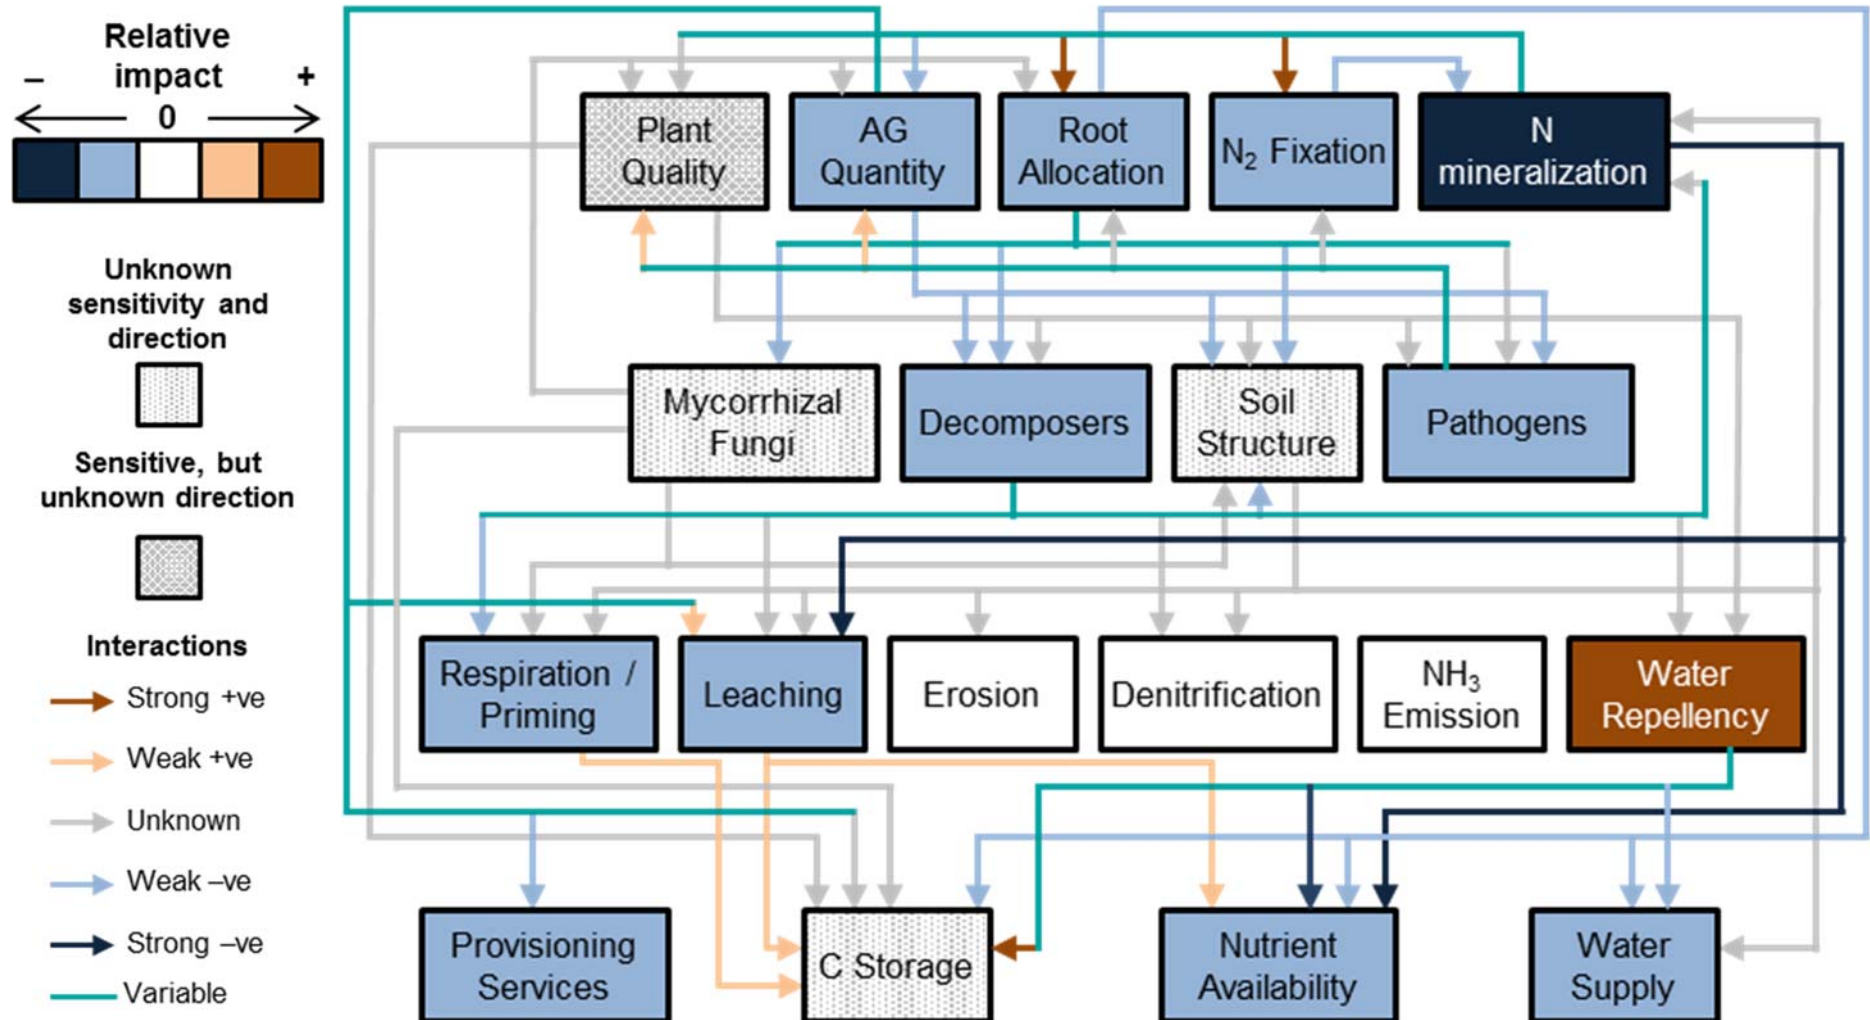 Relative
impact
– +
0
Unknown
sensitivity and
direction
Sensitive, but
unknown direction
Interactions
Strong +ve
Weak +ve
Unknown
Weak –ve
Strong –ve
Variable
Plant
Quality
AG
Quantity
Root
Allocation
N₂ Fixation
N
mineralization
Mycorrhizal
Fungi
Decomposers
Soil
Structure
Pathogens
Respiration /
Priming
Leaching
Erosion
Denitrification
NH₃
Emission
Water
Repellency
Provisioning
Services
C Storage
Nutrient
Availability
Water
Supply